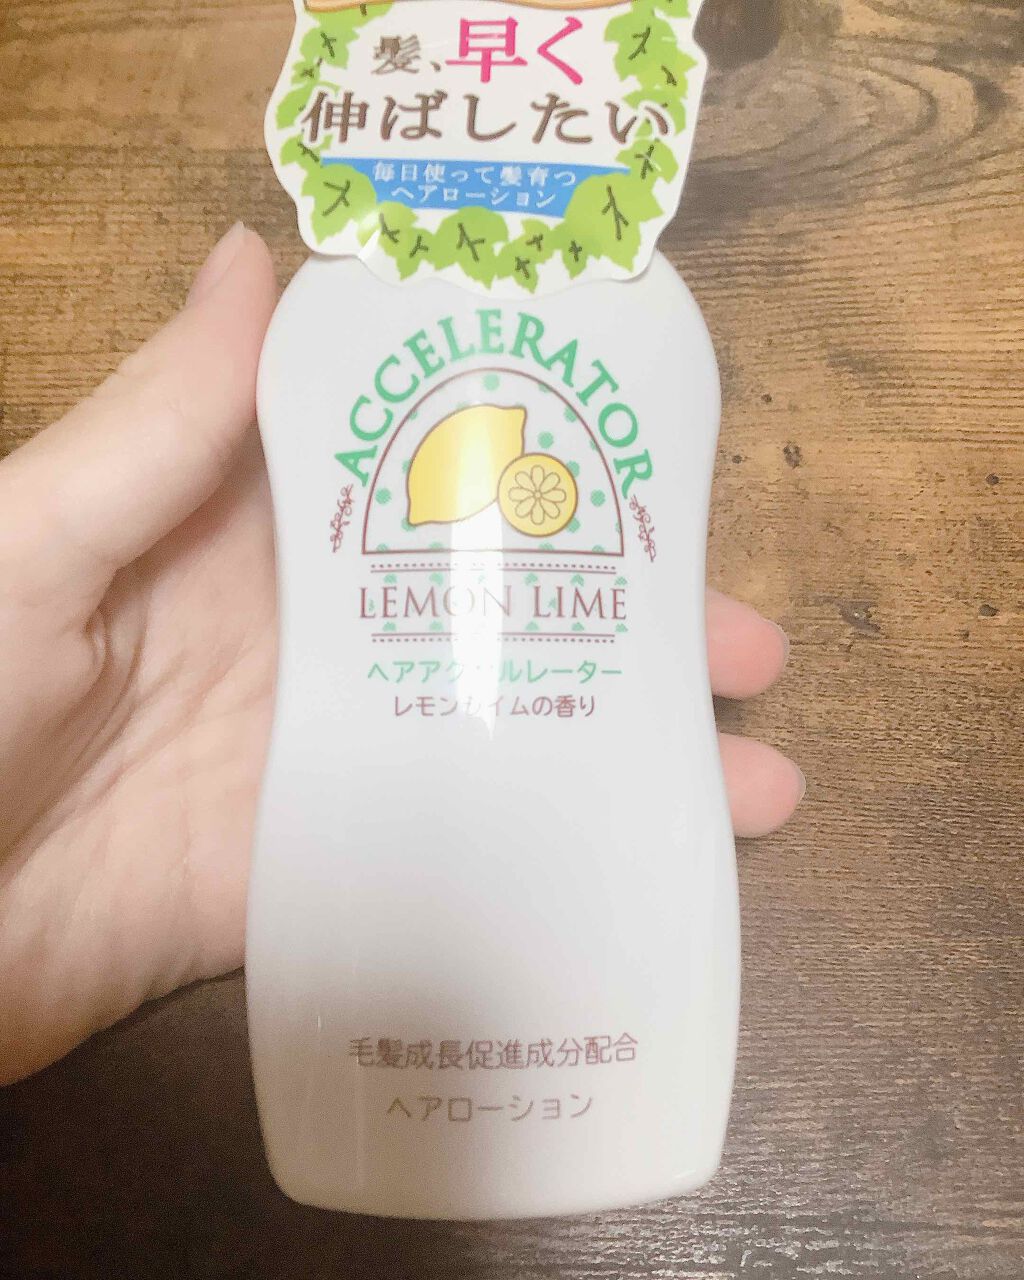 髪、早く
伸ばしたい
毎日使って髪育つ
ヘアローション
ACCELERATOR
LEMON LIME
ヘアアクセルレーター
レモンライムの香り
毛髪成長促進成分配合
ヘアローション